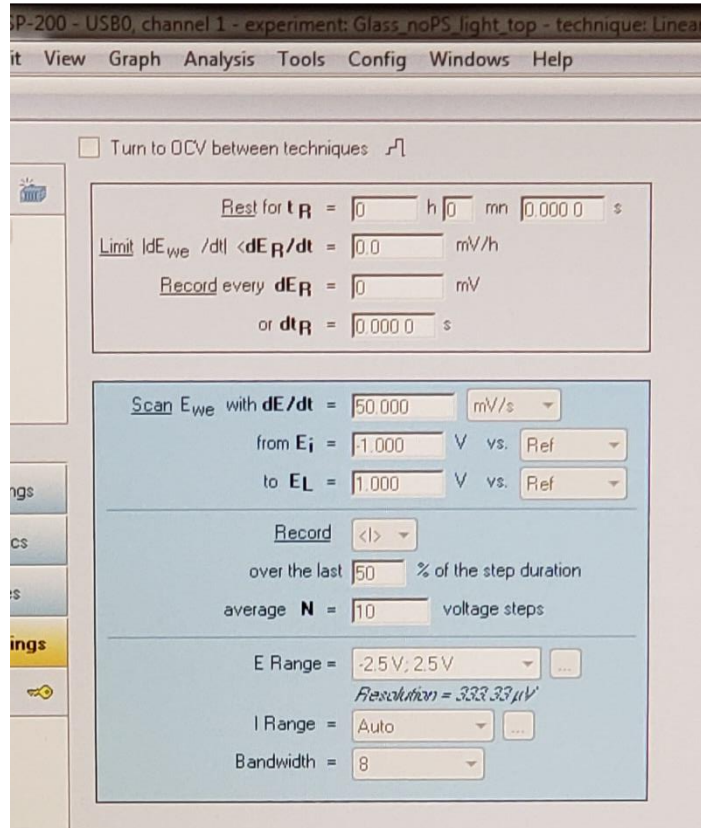 SP-200 - USB0, channel 1 - experiment: Glass_noPS_light_top - technique: Linear
it View Graph Analysis Tools Config Windows Help
Turn to OCV between techniques
Rest for tR = 0 h 0 mn 0.000 0 s
Limit |dEwe /dt| <dER/dt = 0.0 mV/h
Record every dER = 0 mV
or dtR = 0.000 0 s
Scan Ewe with dE/dt = 50.000 mV/s
from Ei = -1.000 V vs. Ref
to EL = 1.000 V vs. Ref
ngs
Record <I>
cs
over the last 50 % of the step duration
es
average N = 10 voltage steps
ings
E Range = -2.5 V; 2.5 V ...
Resolution = 333.33 µV
I Range = Auto ...
Bandwidth = 8